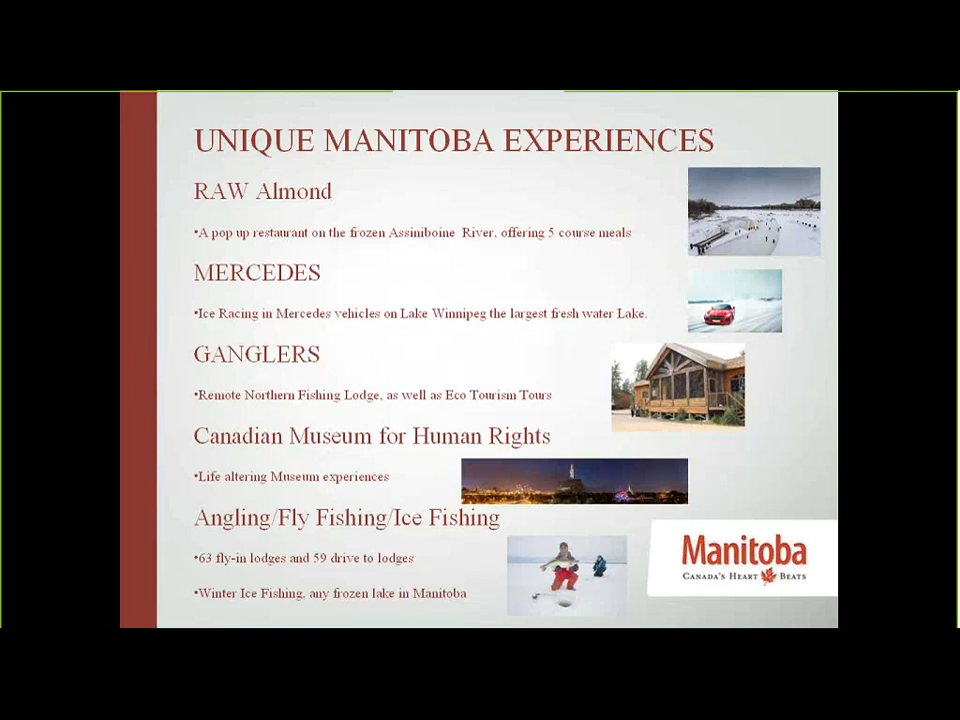 UNIQUE MANITOBA EXPERIENCES
RAW Almond
•A pop up restaurant on the frozen Assiniboine River, offering 5 course meals
MERCEDES
•Ice Racing in Mercedes vehicles on Lake Winnipeg the largest fresh water Lake.
GANGLERS
•Remote Northern Fishing Lodge, as well as Eco Tourism Tours
Canadian Museum for Human Rights
•Life altering Museum experiences
Angling/Fly Fishing/Ice Fishing
•63 fly-in lodges and 59 drive to lodges
•Winter Ice Fishing, any frozen lake in Manitoba
Manitoba
CANADA'S HEART BEATS